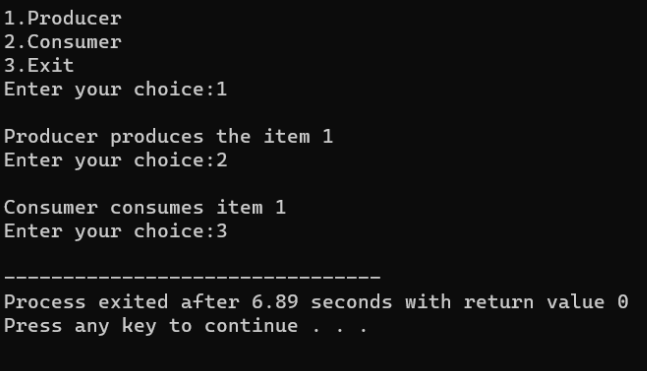 1.Producer
2.Consumer
3.Exit
Enter your choice:1
Producer produces the item 1
Enter your choice:2
Consumer consumes item 1
Enter your choice:3
--------------------------------
Process exited after 6.89 seconds with return value 0
Press any key to continue . . .